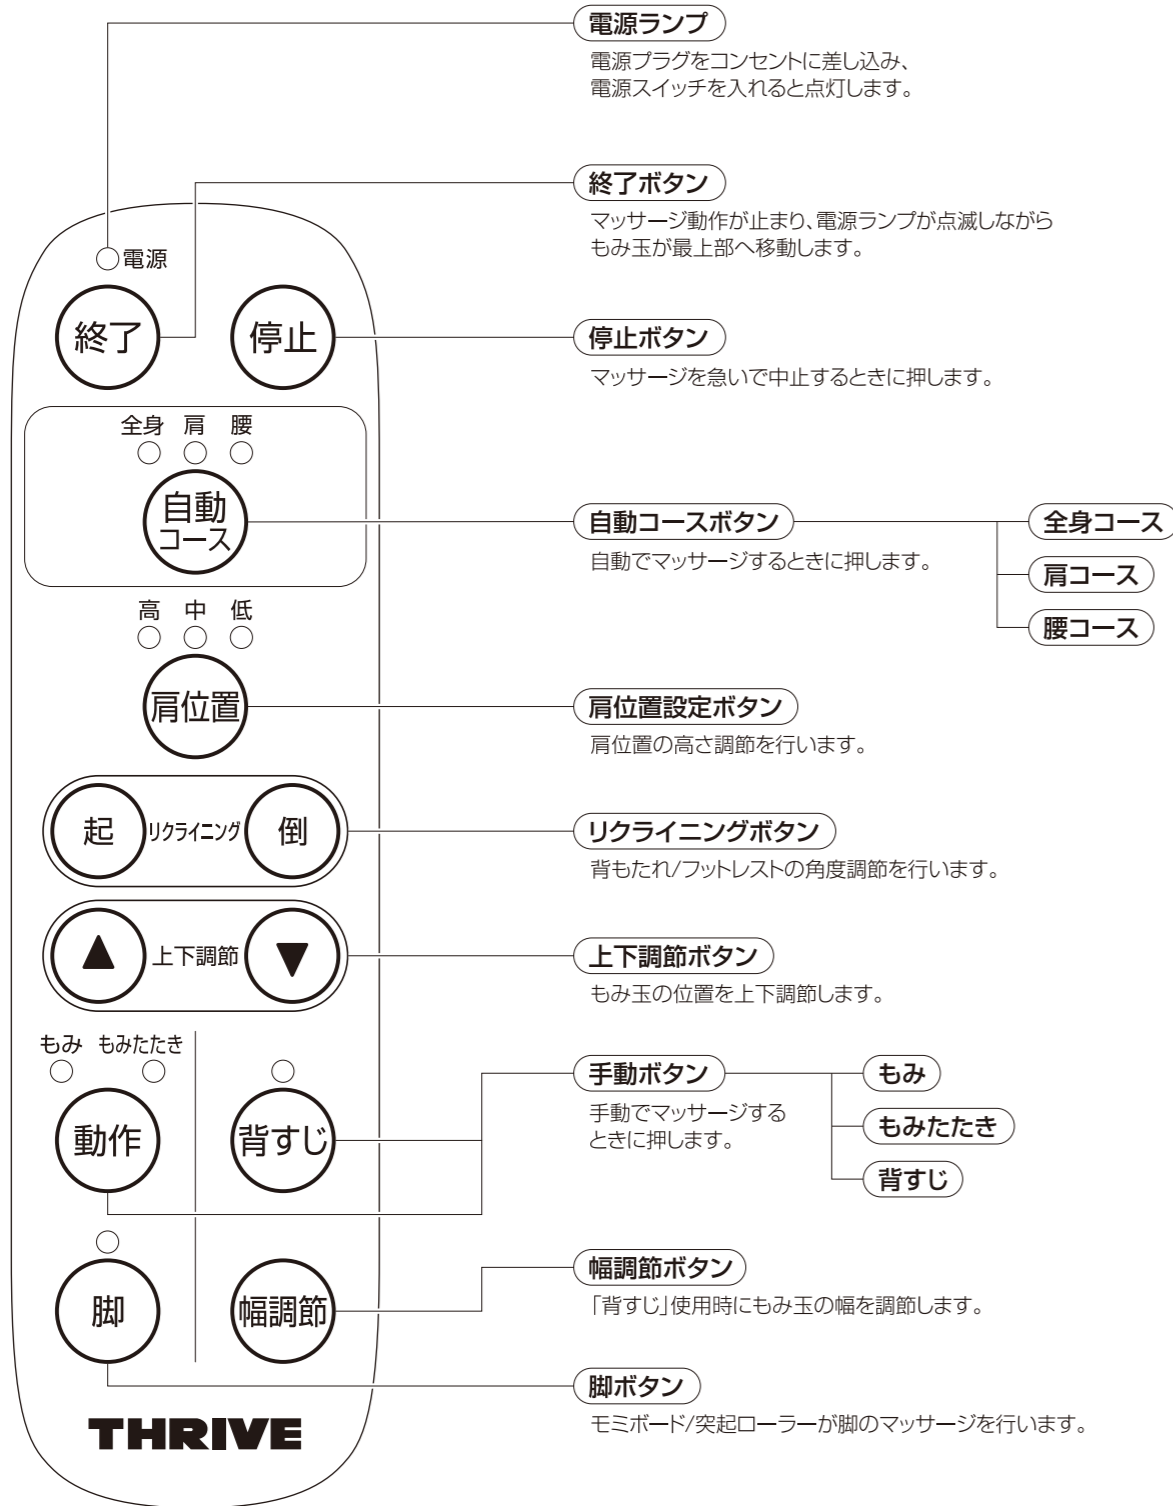 電源ランプ
電源プラグをコンセントに差し込み、
電源スイッチを入れると点灯します。
終了ボタン
マッサージ動作が止まり、電源ランプが点滅しながら
もみ玉が最上部へ移動します。
電源
終了
停止
停止ボタン
マッサージを急いで中止するときに押します。
全身 肩 腰
自動
コース
自動コースボタン
自動でマッサージするときに押します。
全身コース
肩コース
腰コース
高 中 低
肩位置
肩位置設定ボタン
肩位置の高さ調節を行います。
起 リクライニング 倒
リクライニングボタン
背もたれ/フットレストの角度調節を行います。
▲ 上下調節 ▼
上下調節ボタン
もみ玉の位置を上下調節します。
もみ もみたたき
動作
背すじ
手動ボタン
手動でマッサージする
ときに押します。
もみ
もみたたき
背すじ
脚
幅調節
幅調節ボタン
「背すじ」使用時にもみ玉の幅を調節します。
脚ボタン
モミボード/突起ローラーが脚のマッサージを行います。
THRIVE